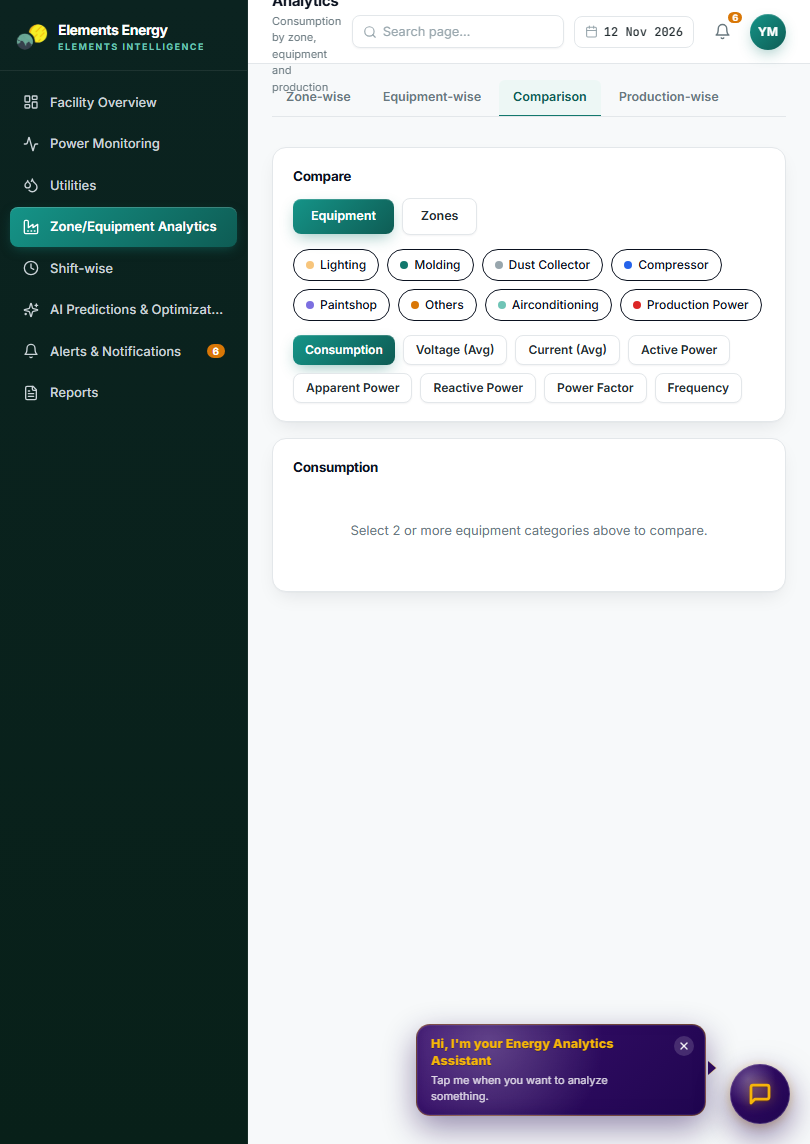 Elements Energy
ELEMENTS INTELLIGENCE
Facility Overview
Power Monitoring
Utilities
Zone/Equipment Analytics
Shift-wise
AI Predictions & Optimizat...
Alerts & Notifications 6
Reports
Analytics
Consumption
by zone,
equipment
and
production
Search page...
12 Nov 2026
6
YM
Zone-wise Equipment-wise Comparison Production-wise
Compare
Equipment Zones
Lighting Molding Dust Collector Compressor
Paintshop Others Airconditioning Production Power
Consumption Voltage (Avg) Current (Avg) Active Power
Apparent Power Reactive Power Power Factor Frequency
Consumption
Select 2 or more equipment categories above to compare.
Hi, I'm your Energy Analytics
Assistant
Tap me when you want to analyze
something.